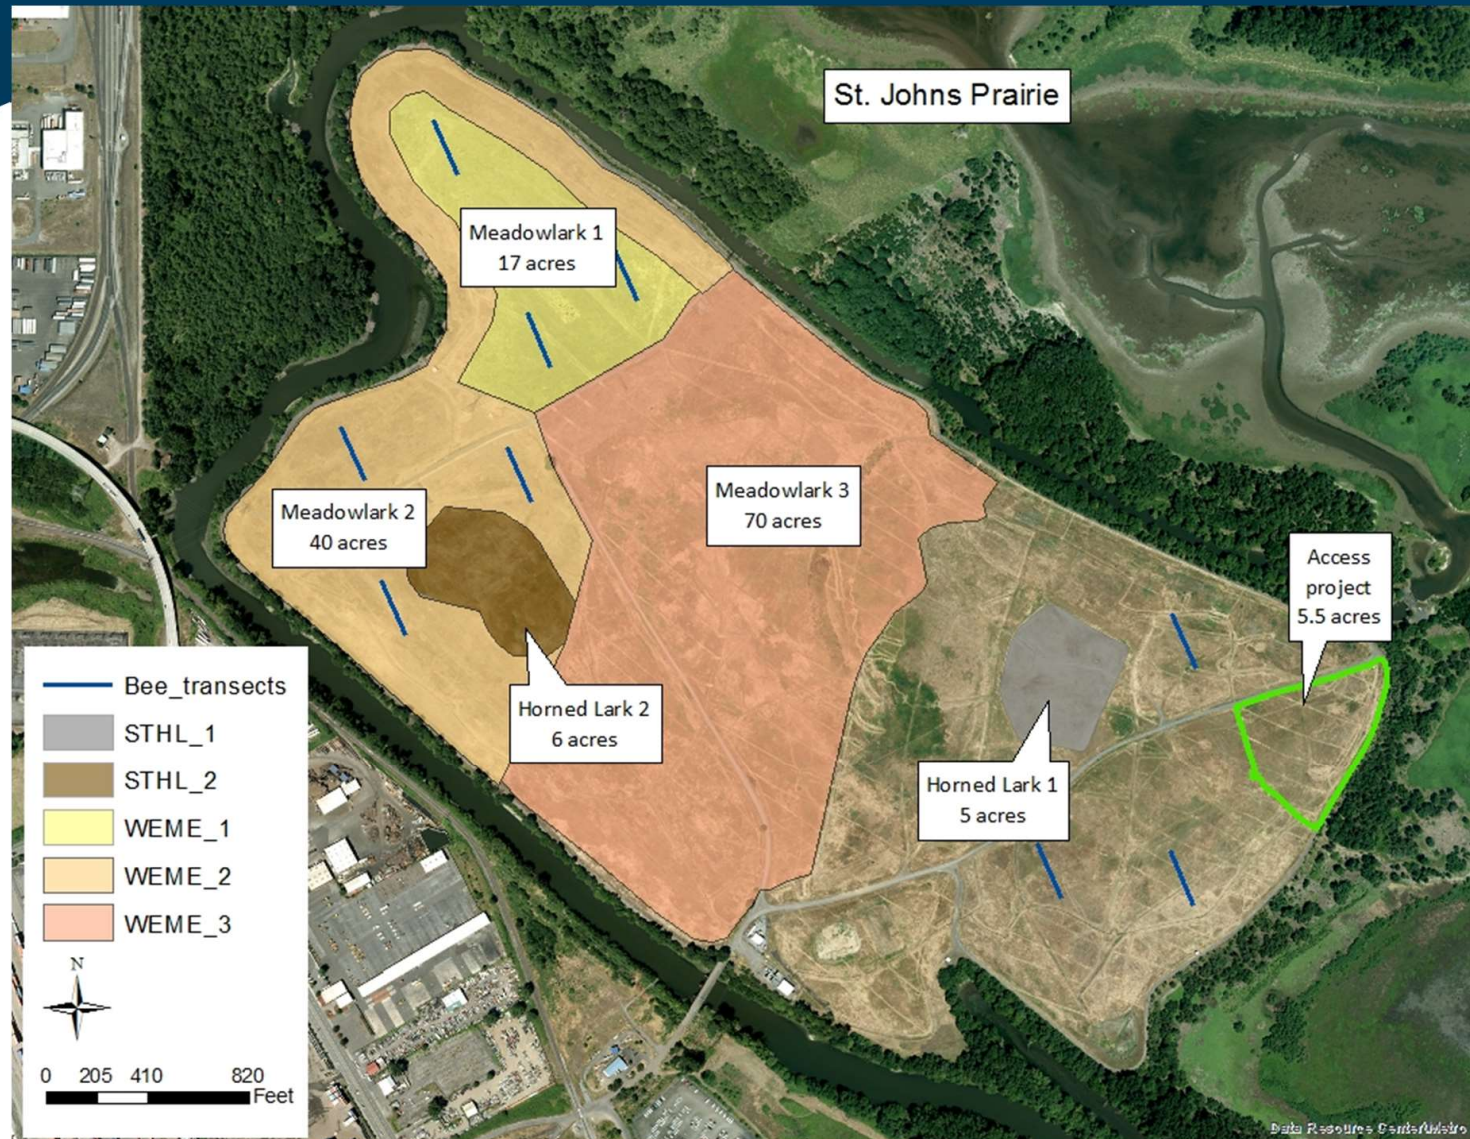 St. Johns Prairie
Meadowlark 1
17 acres
Meadowlark 2
40 acres
Meadowlark 3
70 acres
Access
project
5.5 acres
Horned Lark 2
6 acres
Horned Lark 1
5 acres
Bee_transects
STHL_1
STHL_2
WEME_1
WEME_2
WEME_3
N
0 205 410 820
Feet
Data Resource Center/Metro